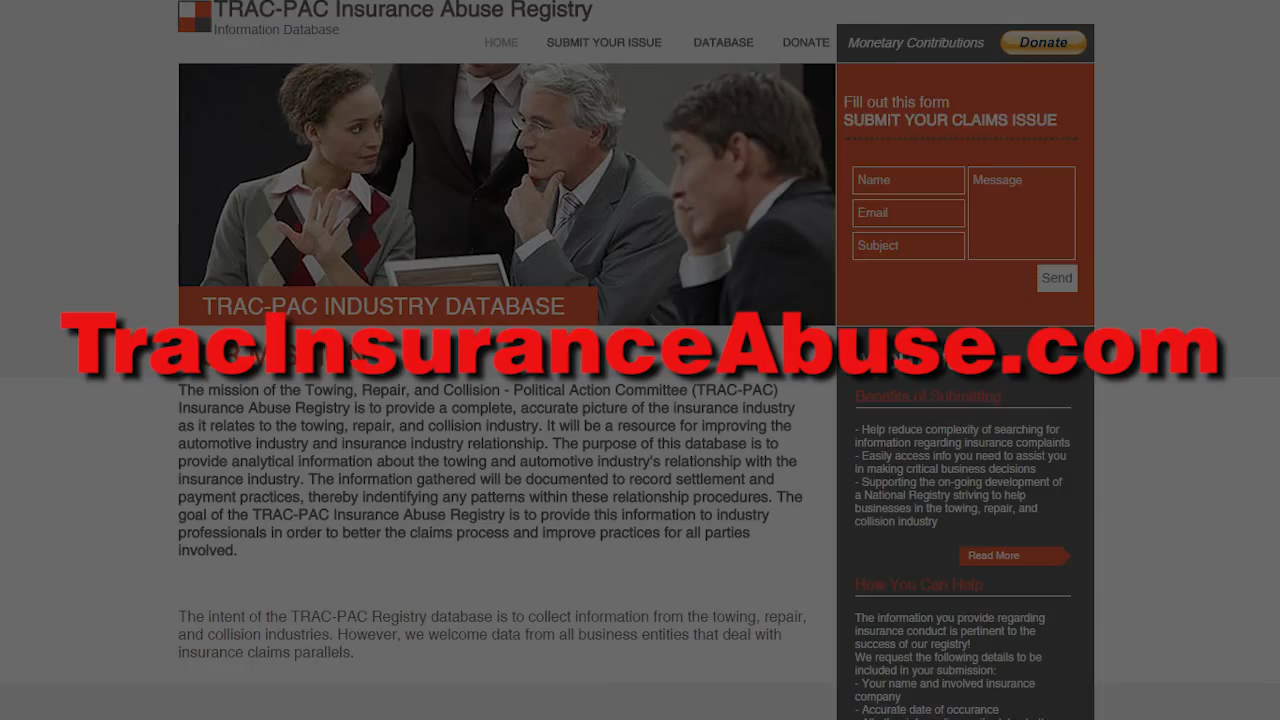 TRAC-PAC Insurance Abuse Registry
Information Database
HOME SUBMIT YOUR ISSUE DATABASE DONATE
Monetary Contributions Donate
Fill out this form
SUBMIT YOUR CLAIMS ISSUE
Name
Message
Email
Subject
Send
TRAC-PAC INDUSTRY DATABASE
TracInsuranceAbuse.com
The mission of the Towing, Repair, and Collision - Political Action Committee (TRAC-PAC)
Insurance Abuse Registry is to provide a complete, accurate picture of the insurance industry
as it relates to the towing, repair, and collision industry. It will be a resource for improving the
automotive industry and insurance industry relationship. The purpose of this database is to
provide analytical information about the towing and automotive industry's relationship with the
insurance industry. The information gathered will be documented to record settlement and
payment practices, thereby indentifying any patterns within these relationship procedures. The
goal of the TRAC-PAC Insurance Abuse Registry is to provide this information to industry
professionals in order to better the claims process and improve practices for all parties
involved.
The intent of the TRAC-PAC Registry database is to collect information from the towing, repair,
and collision industries. However, we welcome data from all business entities that deal with
insurance claims parallels.
Benefits of Submitting
- Help reduce complexity of searching for
information regarding insurance complaints
- Easily access info you need to assist you
in making critical business decisions
- Supporting the on-going development of
a National Registry striving to help
businesses in the towing, repair, and
collision industry
Read More
How You Can Help
The information you provide regarding
insurance conduct is pertinent to the
success of our registry!
We request the following details to be
included in your submission:
- Your name and involved insurance
company
- Accurate date of occurance